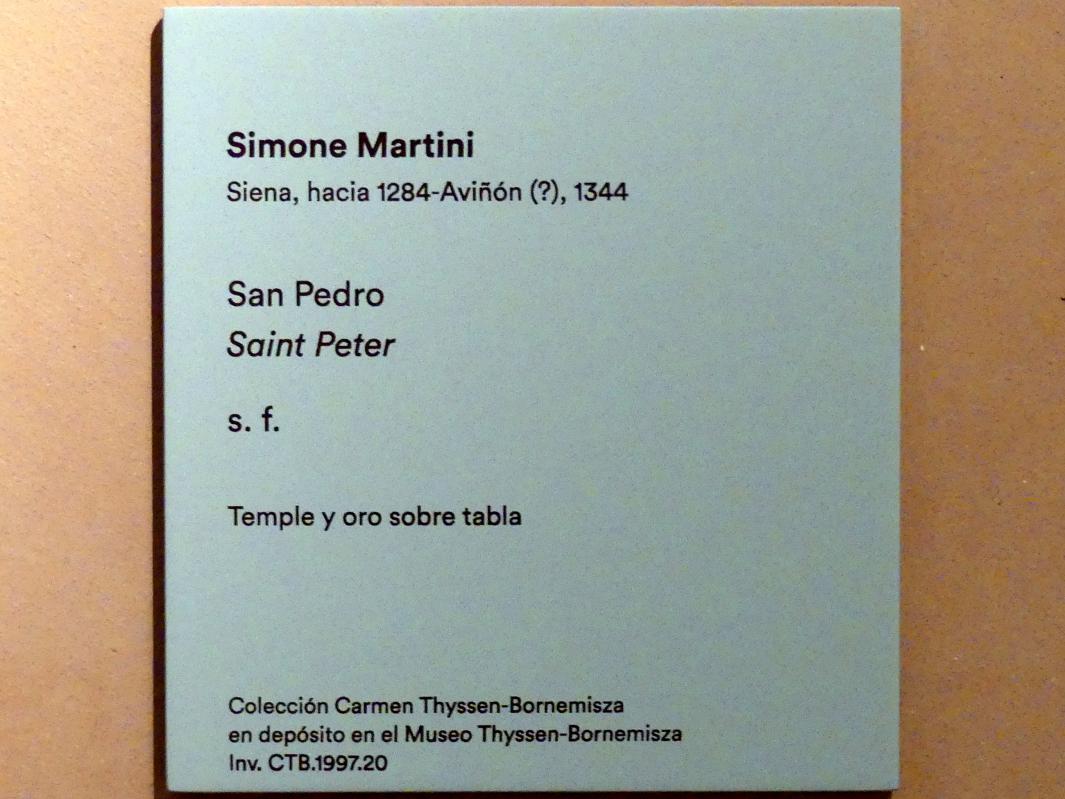 Simone Martini
Siena, hacia 1284-Aviñón (?), 1344
San Pedro
Saint Peter
s. f.
Temple y oro sobre tabla
Colección Carmen Thyssen-Bornemisza
en depósito en el Museo Thyssen-Bornemisza
Inv. CTB.1997.20